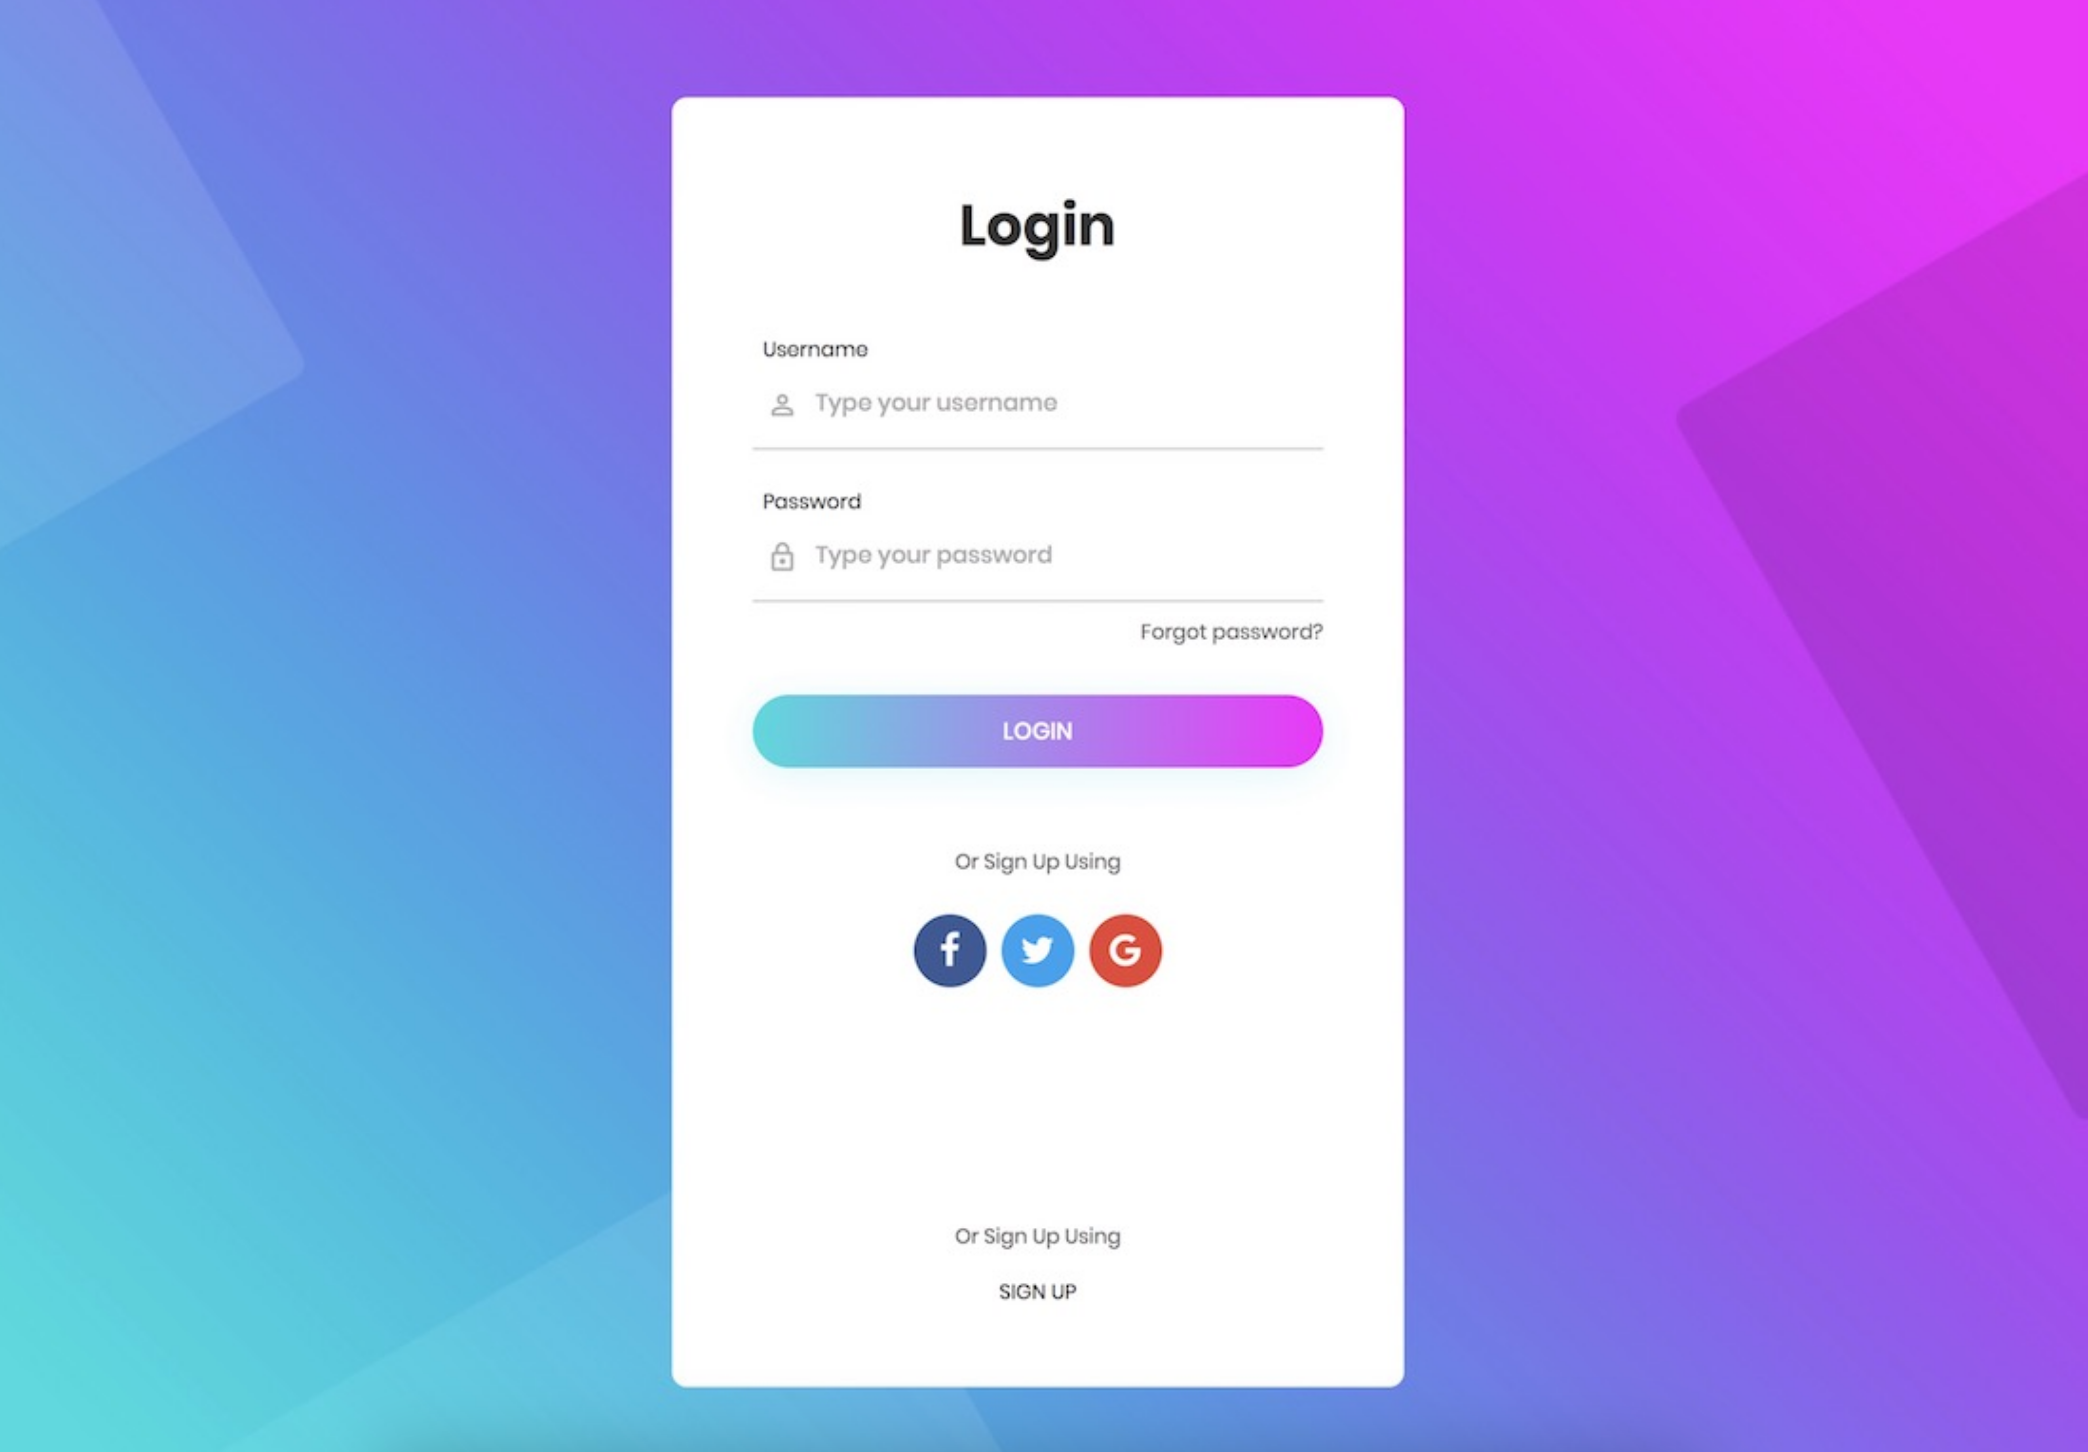 Login
Username
Type your username
Password
Type your password
Forgot password?
LOGIN
Or Sign Up Using
Or Sign Up Using
SIGN UP